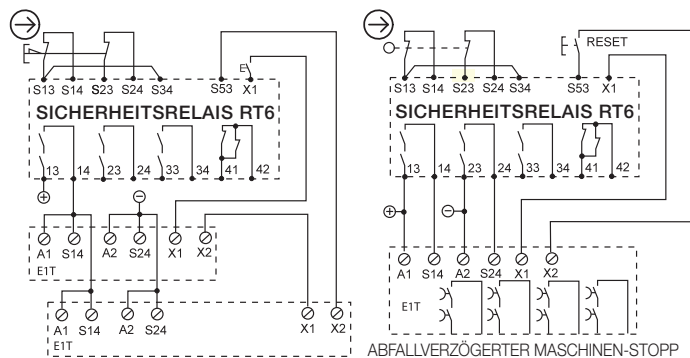 S13 S14 S23 S24 S34 S53 X1
SICHERHEITSRELAIS RT6
13 14 23 24 33 34 41 42
A1 S14 A2 S24 X1 X2
E1T
A1 S14 A2 S24 X1 X2
E1T
RESET
S13 S14 S23 S24 S34 S53 X1
SICHERHEITSRELAIS RT6
13 14 23 24 33 34 41 42
A1 S14 A2 S24 X1 X2
E1T
ABFALLVERZÖGERTER MASCHINEN-STOPP